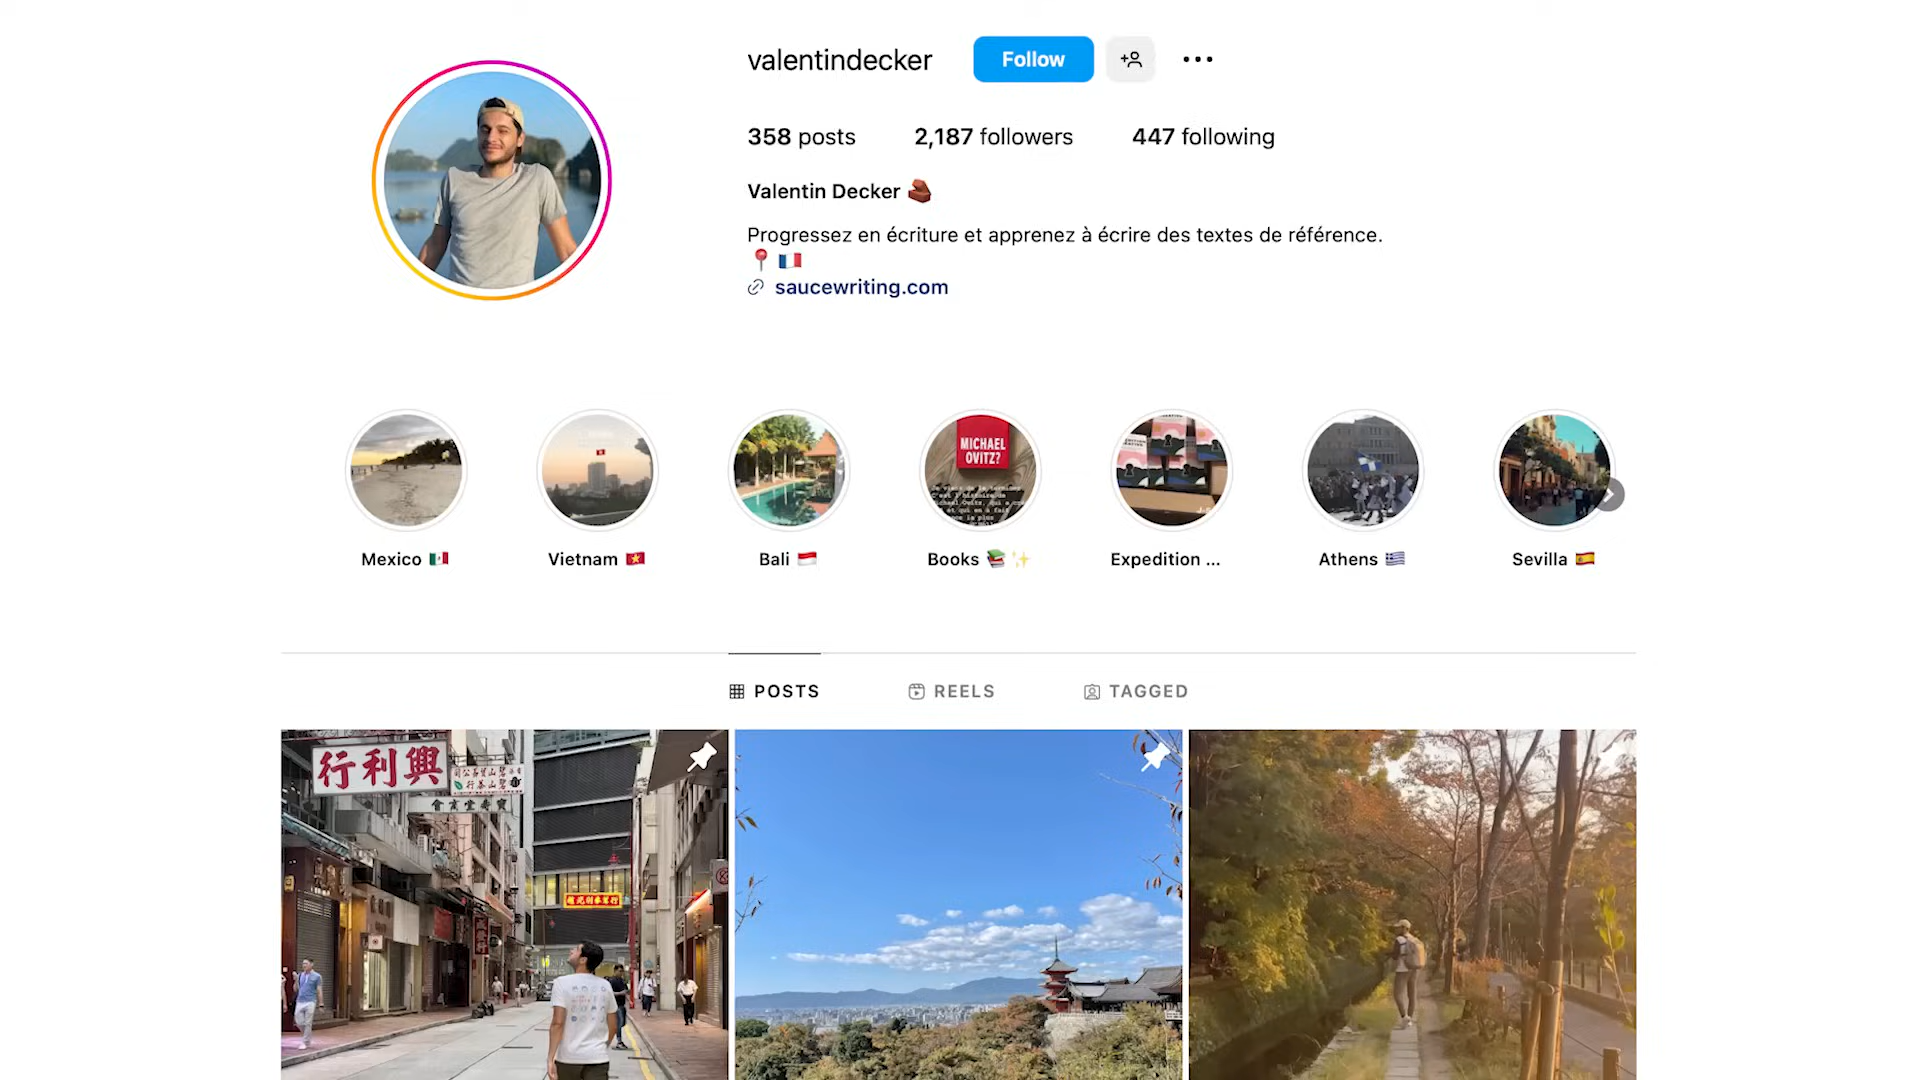 valentindecker Follow
358 posts 2,187 followers 447 following
Valentin Decker
Progressez en écriture et apprenez à écrire des textes de référence.
saucewriting.com
MICHAEL
OVITZ?
Mexico
Vietnam
Bali
Books
Expedition ...
Athens
Sevilla
POSTS REELS TAGGED
行利興